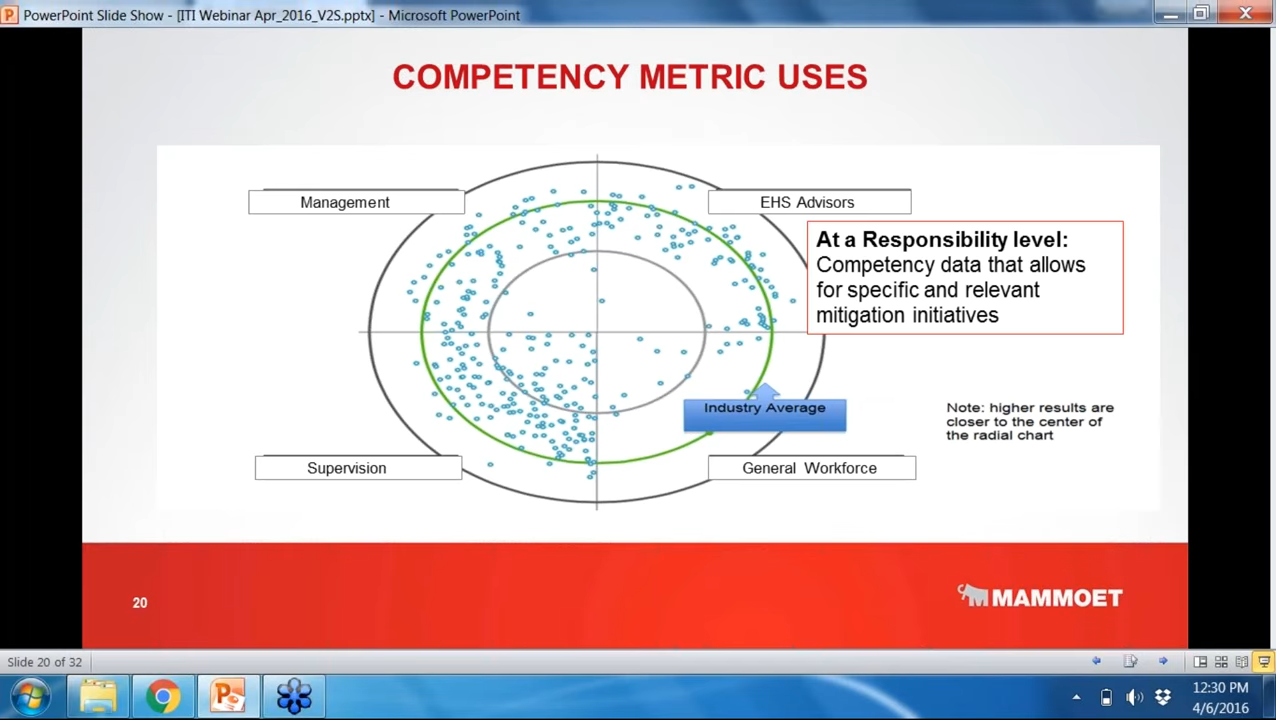 PowerPoint Slide Show - [ITI Webinar Apr_2016_V2S.pptx] - Microsoft PowerPoint
COMPETENCY METRIC USES
Management
EHS Advisors
At a Responsibility level:
Competency data that allows
for specific and relevant
mitigation initiatives
Industry Average
Note: higher results are
closer to the center of
the radial chart
Supervision
General Workforce
20
MAMMOET
Slide 20 of 32
12:30 PM
4/6/2016